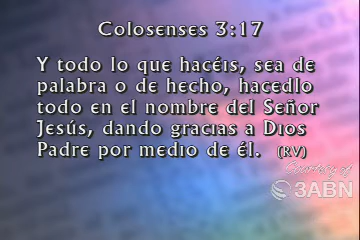 Colosenses 3:17
Y todo lo que hacéis, sea de
palabra o de hecho, hacedlo
todo en el nombre del Señor
Jesús, dando gracias a Dios
Padre por medio de él. (RV)
Courtesy of
3ABN